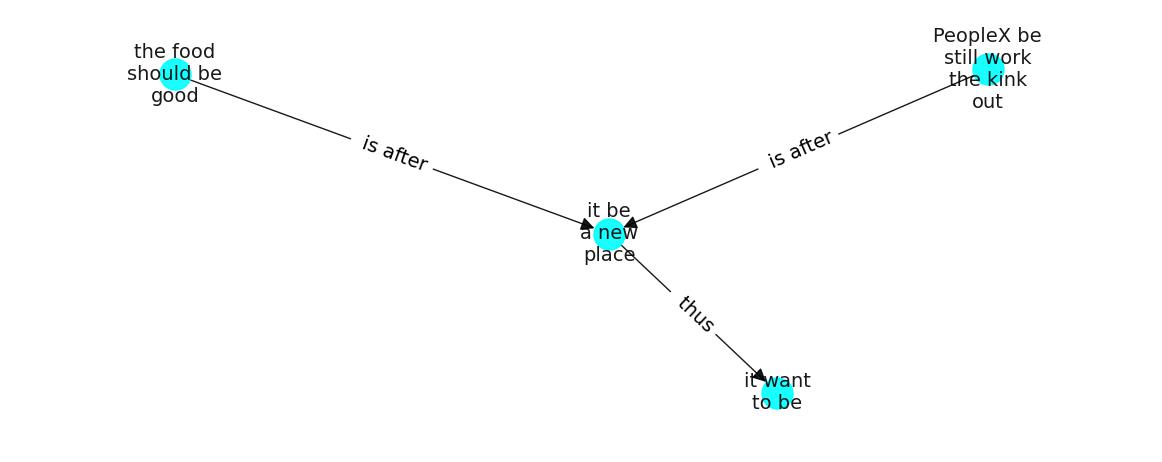 the food
should be
good
PeopleX be
still work
the kink
out
is after
is after
it be
a new
place
thus
it want
to be